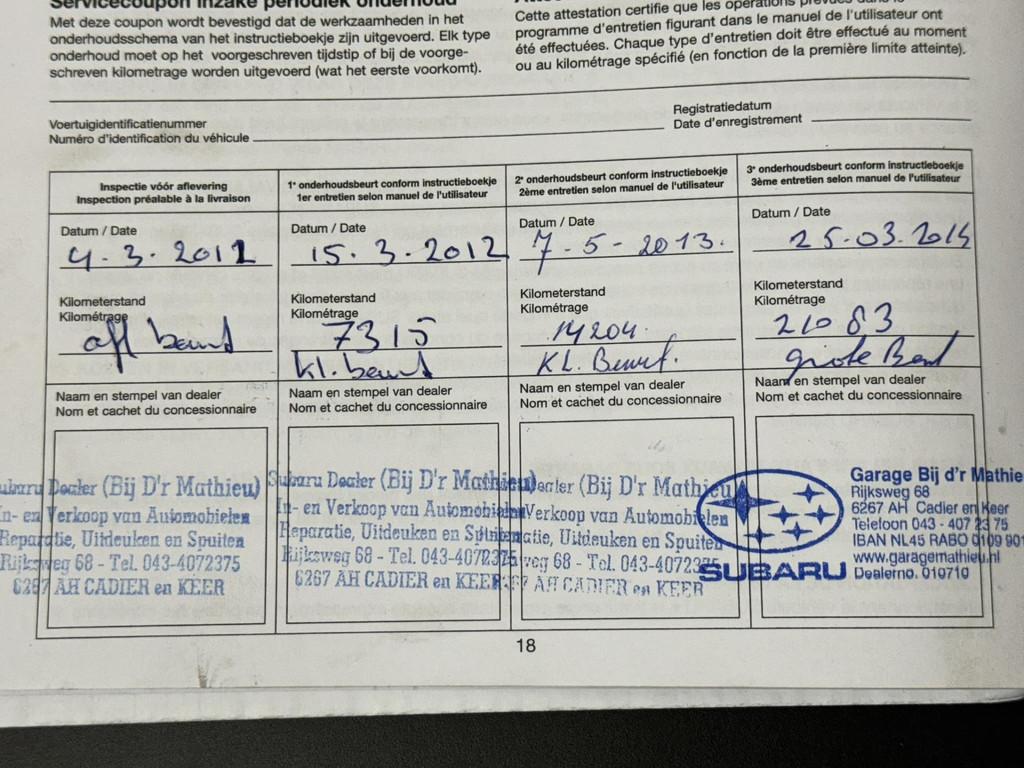 Servicecoupon inzake periodiek onderhoud
Met deze coupon wordt bevestigd dat de werkzaamheden in het
onderhoudsschema van het instructieboekje zijn uitgevoerd. Elk type
onderhoud moet op het voorgeschreven tijdstip of bij de voorge-
schreven kilometrage worden uitgevoerd (wat het eerste voorkomt).
Cette attestation certifie que les opérations prévues dans le
programme d'entretien figurant dans le manuel de l'utilisateur ont
été effectuées. Chaque type d'entretien doit être effectué au moment
ou au kilométrage spécifié (en fonction de la première limite atteinte).
Voertuigidentificatienummer
Numéro d'identification du véhicule
Registratiedatum
Date d'enregistrement
Inspectie vóór aflevering
Inspection préalable à la livraison
Datum / Date
4.3.2012
Kilometerstand
Kilométrage
afl beurt
Naam en stempel van dealer
Nom et cachet du concessionnaire
Subaru Dealer (Bij D'r Mathieu)
In- en Verkoop van Automobielen
Reparatie, Uitdeuken en Spuiten
Rijksweg 68 - Tel. 043-4072375
6267 AH CADIER en KEER
1e onderhoudsbeurt conform instructieboekje
1er entretien selon manuel de l'utilisateur
Datum / Date
15.3.2012
Kilometerstand
Kilométrage
7315
kl. beurt
Naam en stempel van dealer
Nom et cachet du concessionnaire
Subaru Dealer (Bij D'r Mathieu)
In- en Verkoop van Automobielen
Reparatie, Uitdeuken en Spuiten
Rijksweg 68 - Tel. 043-4072375
6267 AH CADIER en KEER
2e onderhoudsbeurt conform instructieboekje
2ème entretien selon manuel de l'utilisateur
Datum / Date
7-5-2013.
Kilometerstand
Kilométrage
14204.
KL. Beurt.
Naam en stempel van dealer
Nom et cachet du concessionnaire
Dealer (Bij D'r Mathieu)
Verkoop van Automobielen
Uitdeuken en Spuiten
68 - Tel. 043-4072375
AH CADIER en KEER
3e onderhoudsbeurt conform instructieboekje
3ème entretien selon manuel de l'utilisateur
Datum / Date
25.03.2014
Kilometerstand
Kilométrage
21083
grote Beurt
Naam en stempel van dealer
Nom et cachet du concessionnaire
SUBARU
Garage Bij d'r Mathie
Rijksweg 68
6267 AH Cadier en Keer
Telefoon 043 - 407 23 75
IBAN NL45 RABO 0109 901
www.garagemathieu.nl
Dealerno. 010710
18